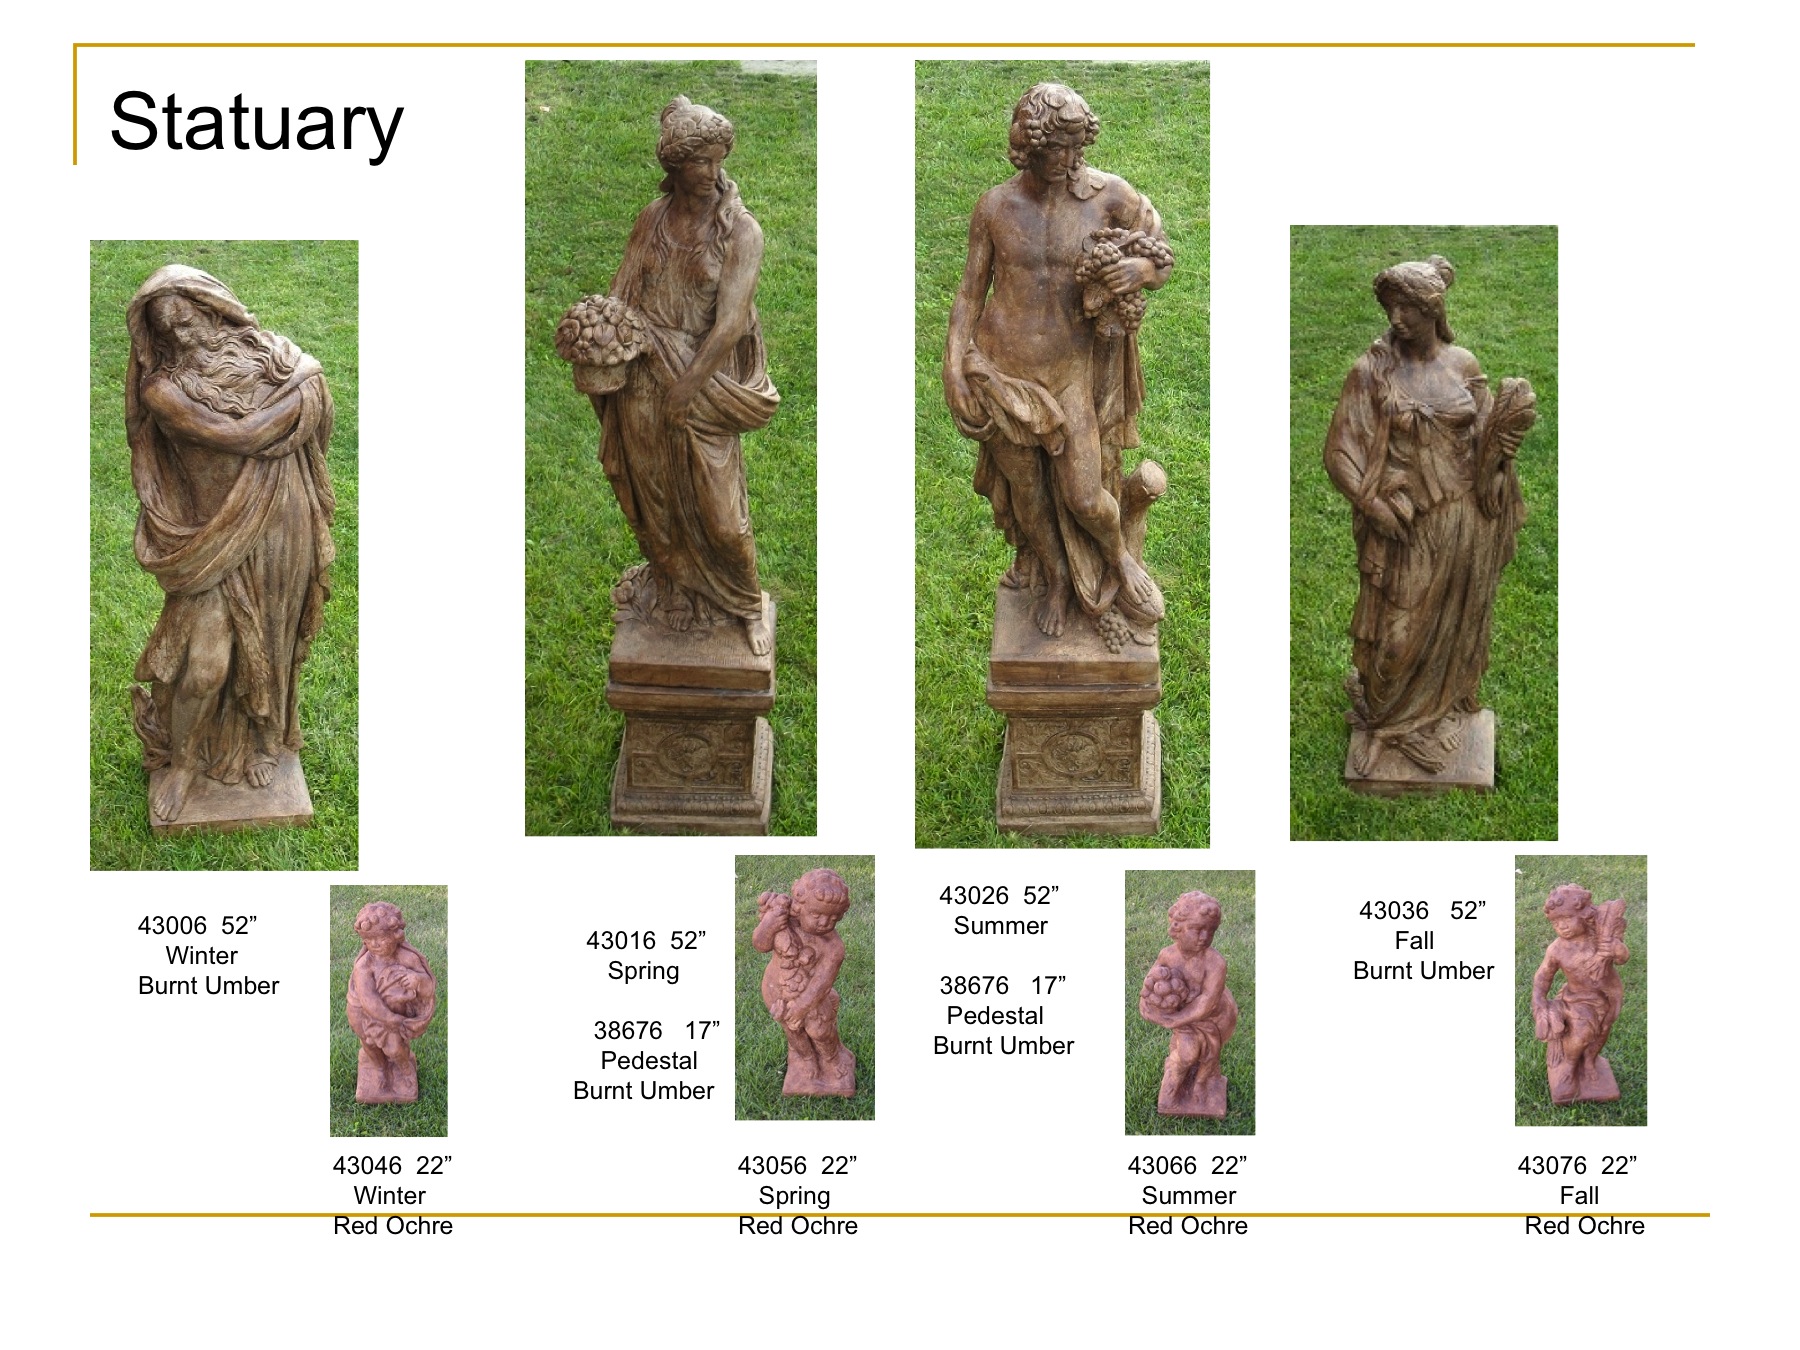 Statuary
43006 52”
Winter
Burnt Umber
43046 22”
Winter
Red Ochre
43016 52”
Spring
38676 17”
Pedestal
Burnt Umber
43056 22”
Spring
Red Ochre
43026 52”
Summer
38676 17”
Pedestal
Burnt Umber
43066 22”
Summer
Red Ochre
43036 52”
Fall
Burnt Umber
43076 22”
Fall
Red Ochre